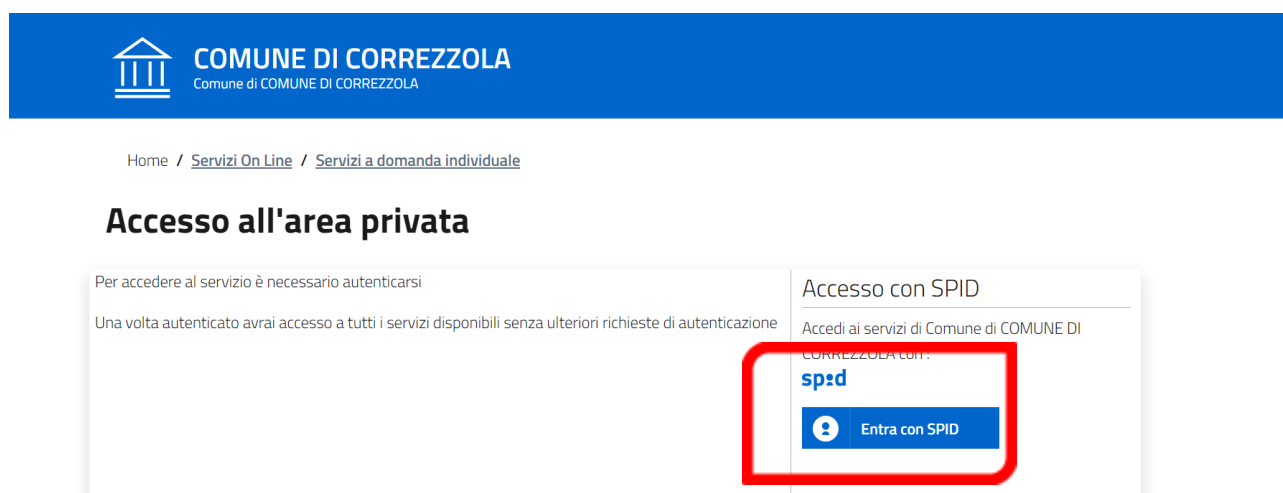 COMUNE DI CORREZZOLA
Comune di COMUNE DI CORREZZOLA
Home / Servizi On Line / Servizi a domanda individuale
Accesso all'area privata
Per accedere al servizio è necessario autenticarsi
Una volta autenticato avrai accesso a tutti i servizi disponibili senza ulteriori richieste di autenticazione
Accesso con SPID
Accedi ai servizi di Comune di COMUNE DI
CORREZZOLA con :
spid
Entra con SPID